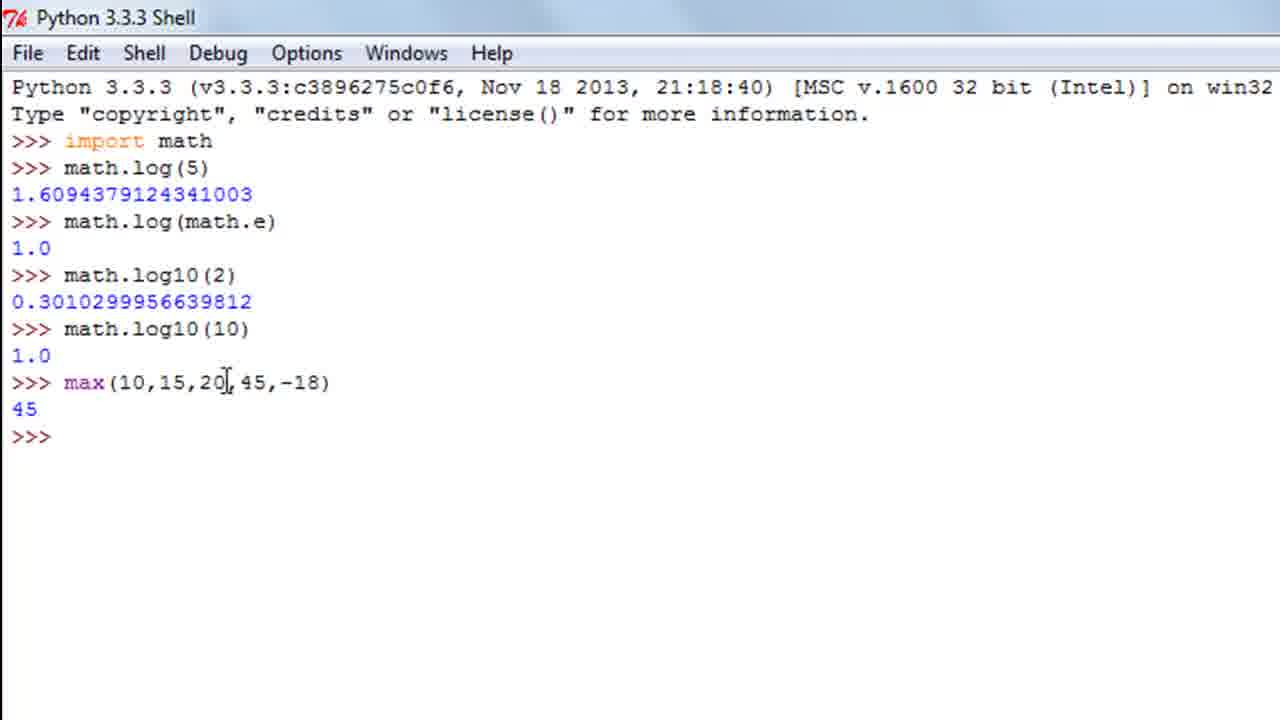 Python 3.3.3 Shell
File Edit Shell Debug Options Windows Help
Python 3.3.3 (v3.3.3:c3896275c0f6, Nov 18 2013, 21:18:40) [MSC v.1600 32 bit (Intel)] on win32
Type "copyright", "credits" or "license()" for more information.
>>> import math
>>> math.log(5)
1.6094379124341003
>>> math.log(math.e)
1.0
>>> math.log10(2)
0.3010299956639812
>>> math.log10(10)
1.0
>>> max(10,15,20,45,-18)
45
>>>